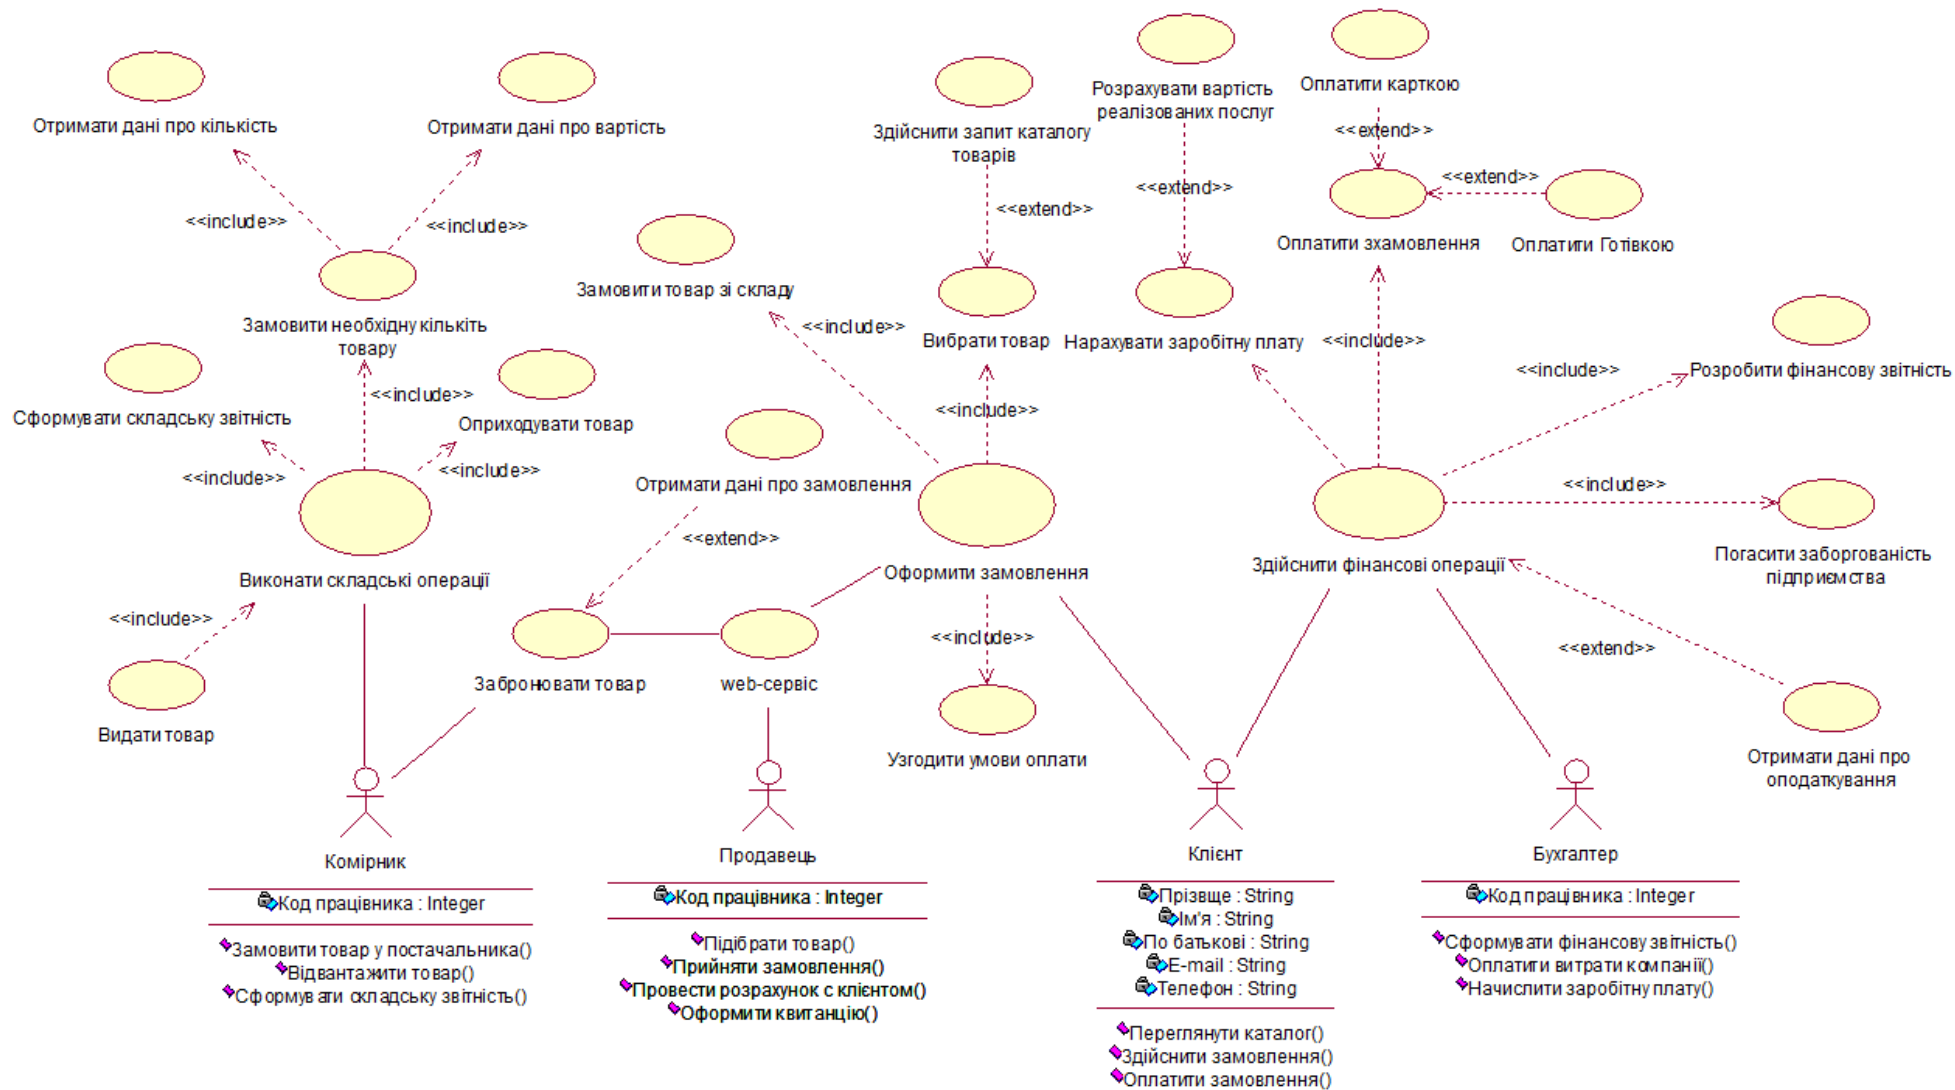 Отримати дані про кількість
Отримати дані про вартість
Здійснити запит каталогу
товарів
Розрахувати вартість
реалізованих послуг
Оплатити карткою
<<extend>>
<<extend>>
<<extend>>
<<extend>>
<<include>>
<<include>>
Оплатити зхамовлення
Оплатити Готівкою
Замовити товар зі складу
Замовити необхідну кількіть
товару
<<include>>
Вибрати товар
Нарахувати заробітну плату
<<include>>
<<include>>
Розробити фінансову звітність
<<include>>
<<include>>
Сформувати складську звітність
Оприходувати товар
<<include>>
<<include>>
Отримати дані про замовлення
<<include>>
<<extend>>
Погасити заборгованість
підприємства
Виконати складські операції
Оформити замовлення
Здійснити фінансові операції
<<include>>
<<include>>
<<extend>>
Забронювати товар
web-сервіс
Видати товар
Узгодити умови оплати
Отримати дані про
оподаткування
Комірник
Код працівника : Integer
Замовити товар у постачальника()
Відвантажити товар()
Сформувати складську звітність()
Продавець
Код працівника : Integer
Підібрати товар()
Прийняти замовлення()
Провести розрахунок с клієнтом()
Оформити квитанцію()
Клієнт
Прізвще : String
Ім'я : String
По батькові : String
E-mail : String
Телефон : String
Переглянути каталог()
Здійснити замовлення()
Оплатити замовлення()
Бухгалтер
Код працівника : Integer
Сформувати фінансову звітність()
Оплатити витрати компанії()
Начислити заробітну плату()